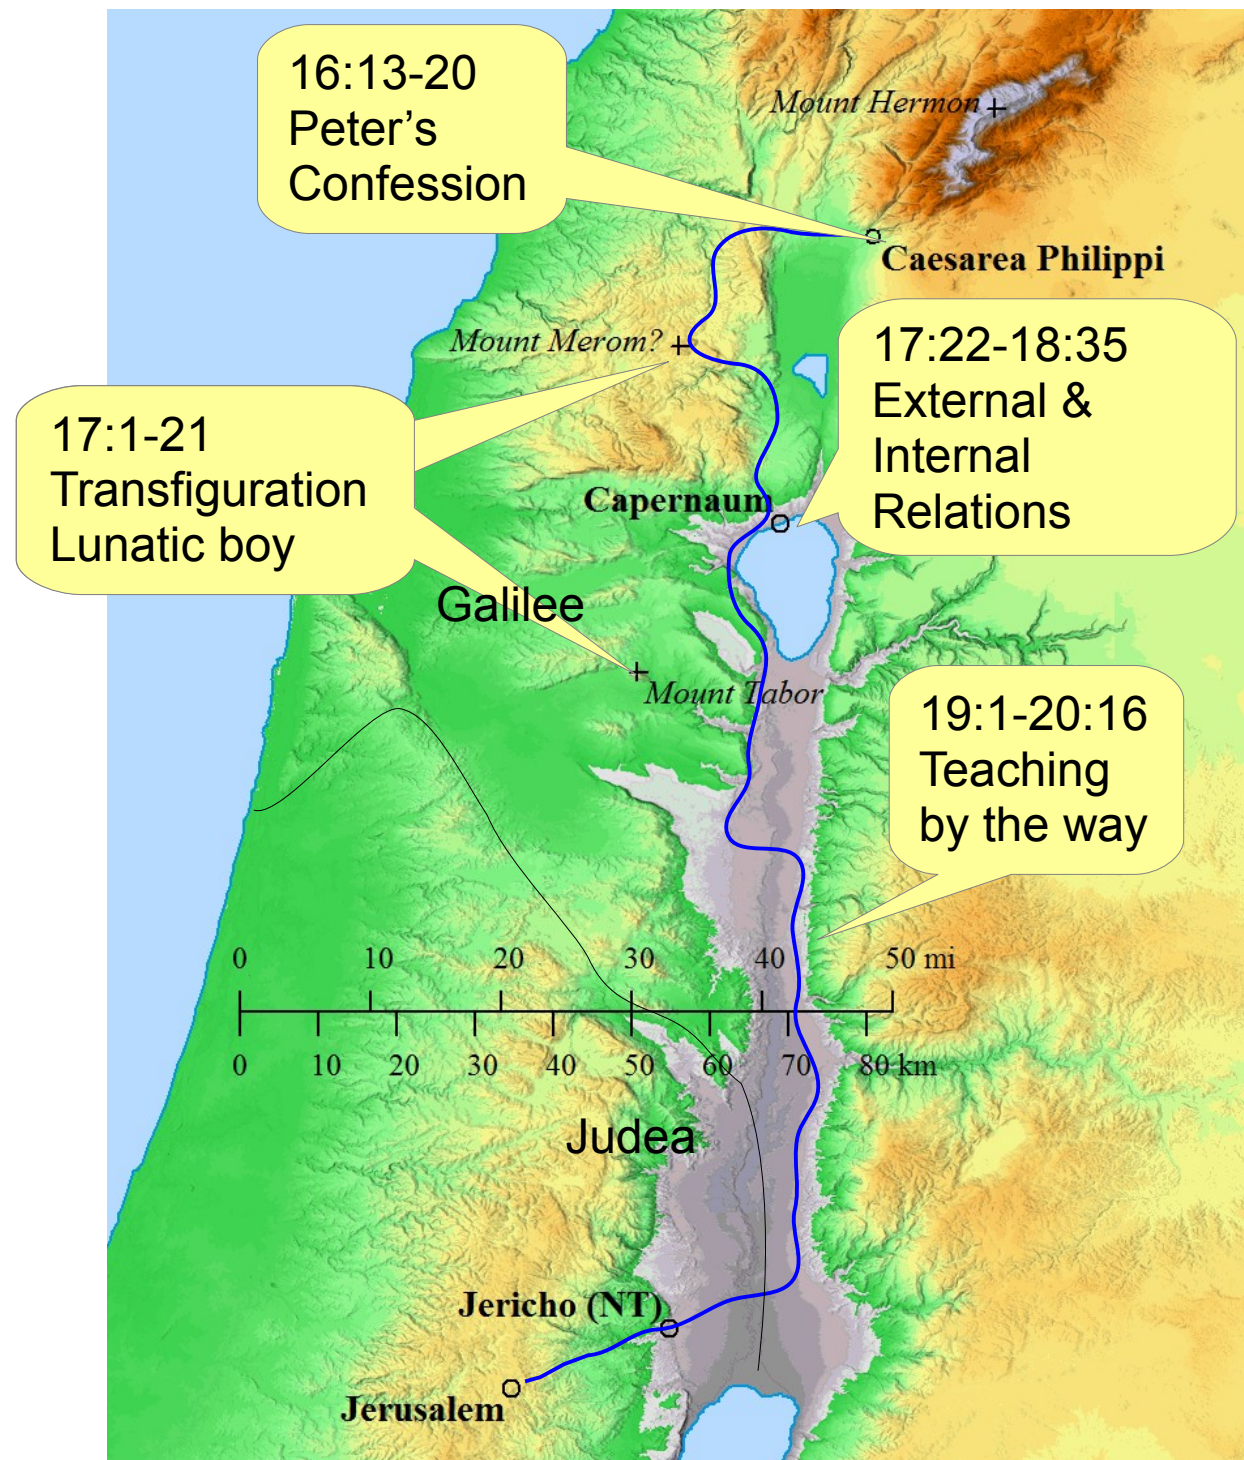 16:13-20
Peter’s
Confession
Mount Hermon
Caesarea Philippi
Mount Merom?
17:22-18:35
External &
Internal
Relations
17:1-21
Transfiguration
Lunatic boy
Capernaum
Galilee
Mount Tabor
19:1-20:16
Teaching
by the way
0 10 20 30 40 50 mi
0 10 20 30 40 50 60 70 80 km
Judea
Jericho (NT)
Jerusalem